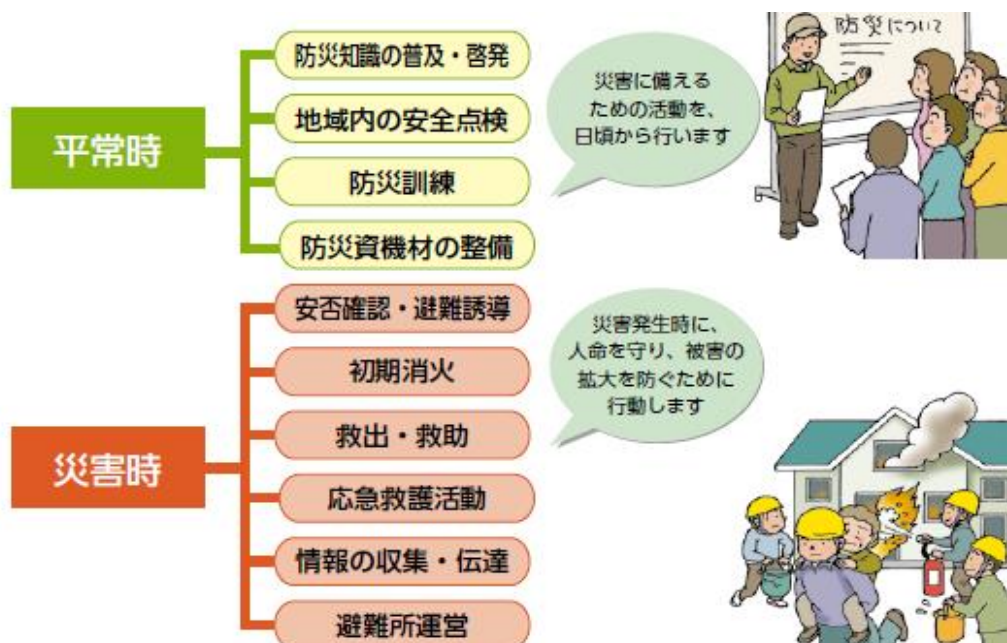 平常時
防災知識の普及・啓発
地域内の安全点検
防災訓練
防災資機材の整備
災害に備える
ための活動を、
日頃から行います
防災について
災害時
安否確認・避難誘導
初期消火
救出・救助
応急救護活動
情報の収集・伝達
避難所運営
災害発生時に、
人命を守り、被害の
拡大を防ぐために
行動します